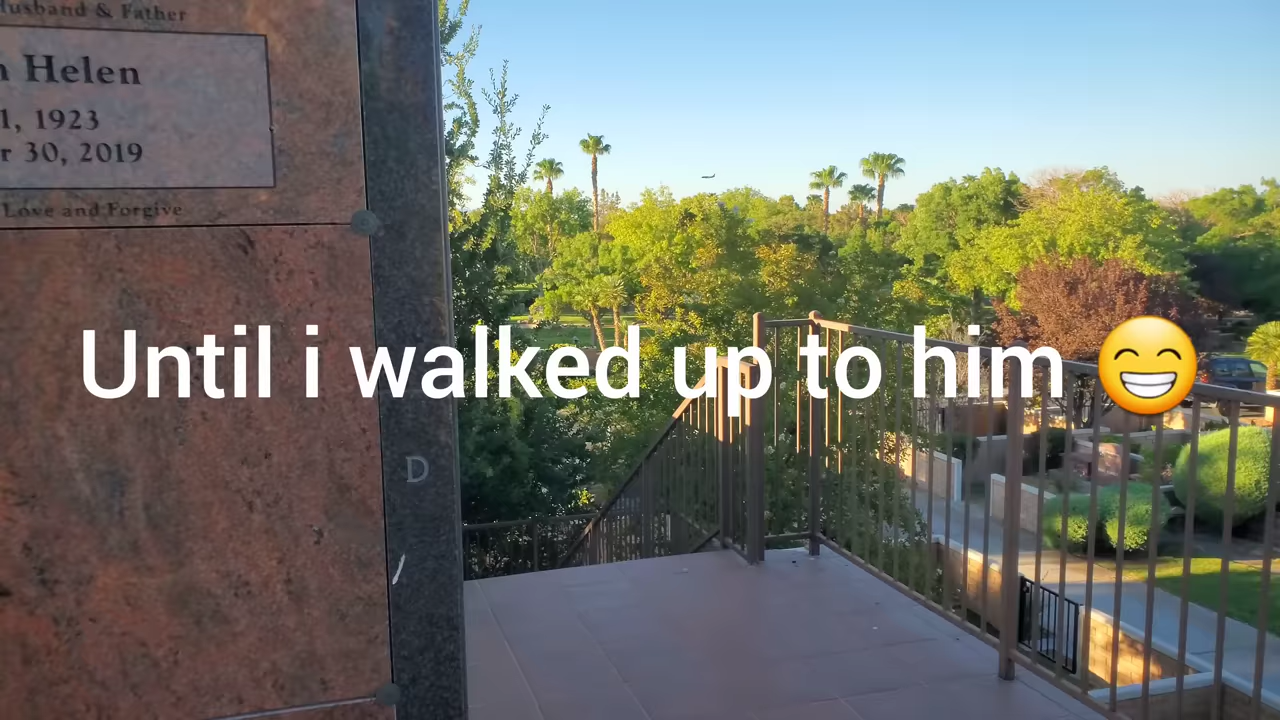 Husband & Father
Helen
1, 1923
30, 2019
Love and Forgive
Until i walked up to him 😁
D